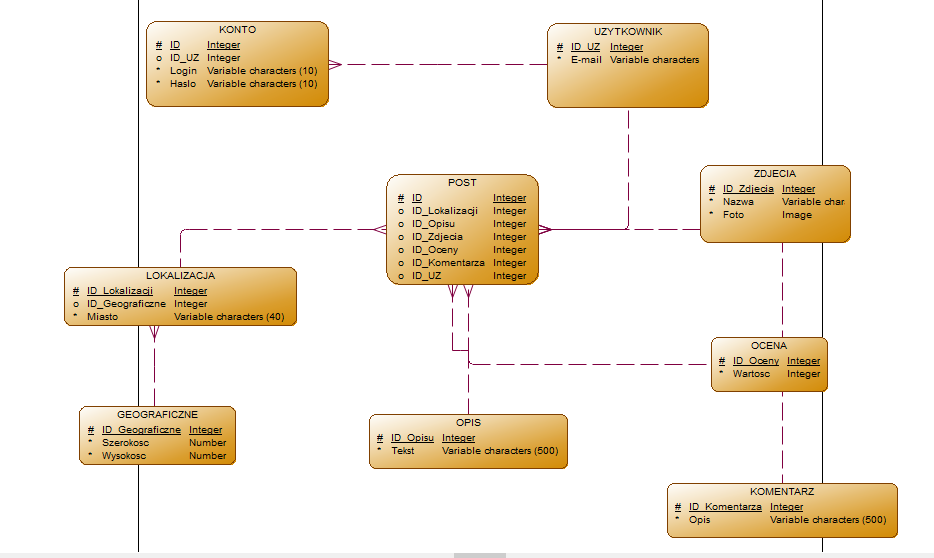 KONTO
# ID Integer
o ID_UZ Integer
* Login Variable characters (10)
* Haslo Variable characters (10)
UZYTKOWNIK
# ID_UZ Integer
* E-mail Variable characters
POST
# ID Integer
o ID_Lokalizacji Integer
o ID_Opisu Integer
o ID_Zdjecia Integer
o ID_Oceny Integer
o ID_Komentarza Integer
o ID_UZ Integer
ZDJECIA
# ID_Zdjecia Integer
* Nazwa Variable char
* Foto Image
LOKALIZACJA
# ID_Lokalizacji Integer
o ID_Geograficzne Integer
* Miasto Variable characters (40)
OCENA
# ID_Oceny Integer
* Wartosc Integer
GEOGRAFICZNE
# ID_Geograficzne Integer
* Szerokosc Number
* Wysokosc Number
OPIS
# ID_Opisu Integer
* Tekst Variable characters (500)
KOMENTARZ
# ID_Komentarza Integer
* Opis Variable characters (500)